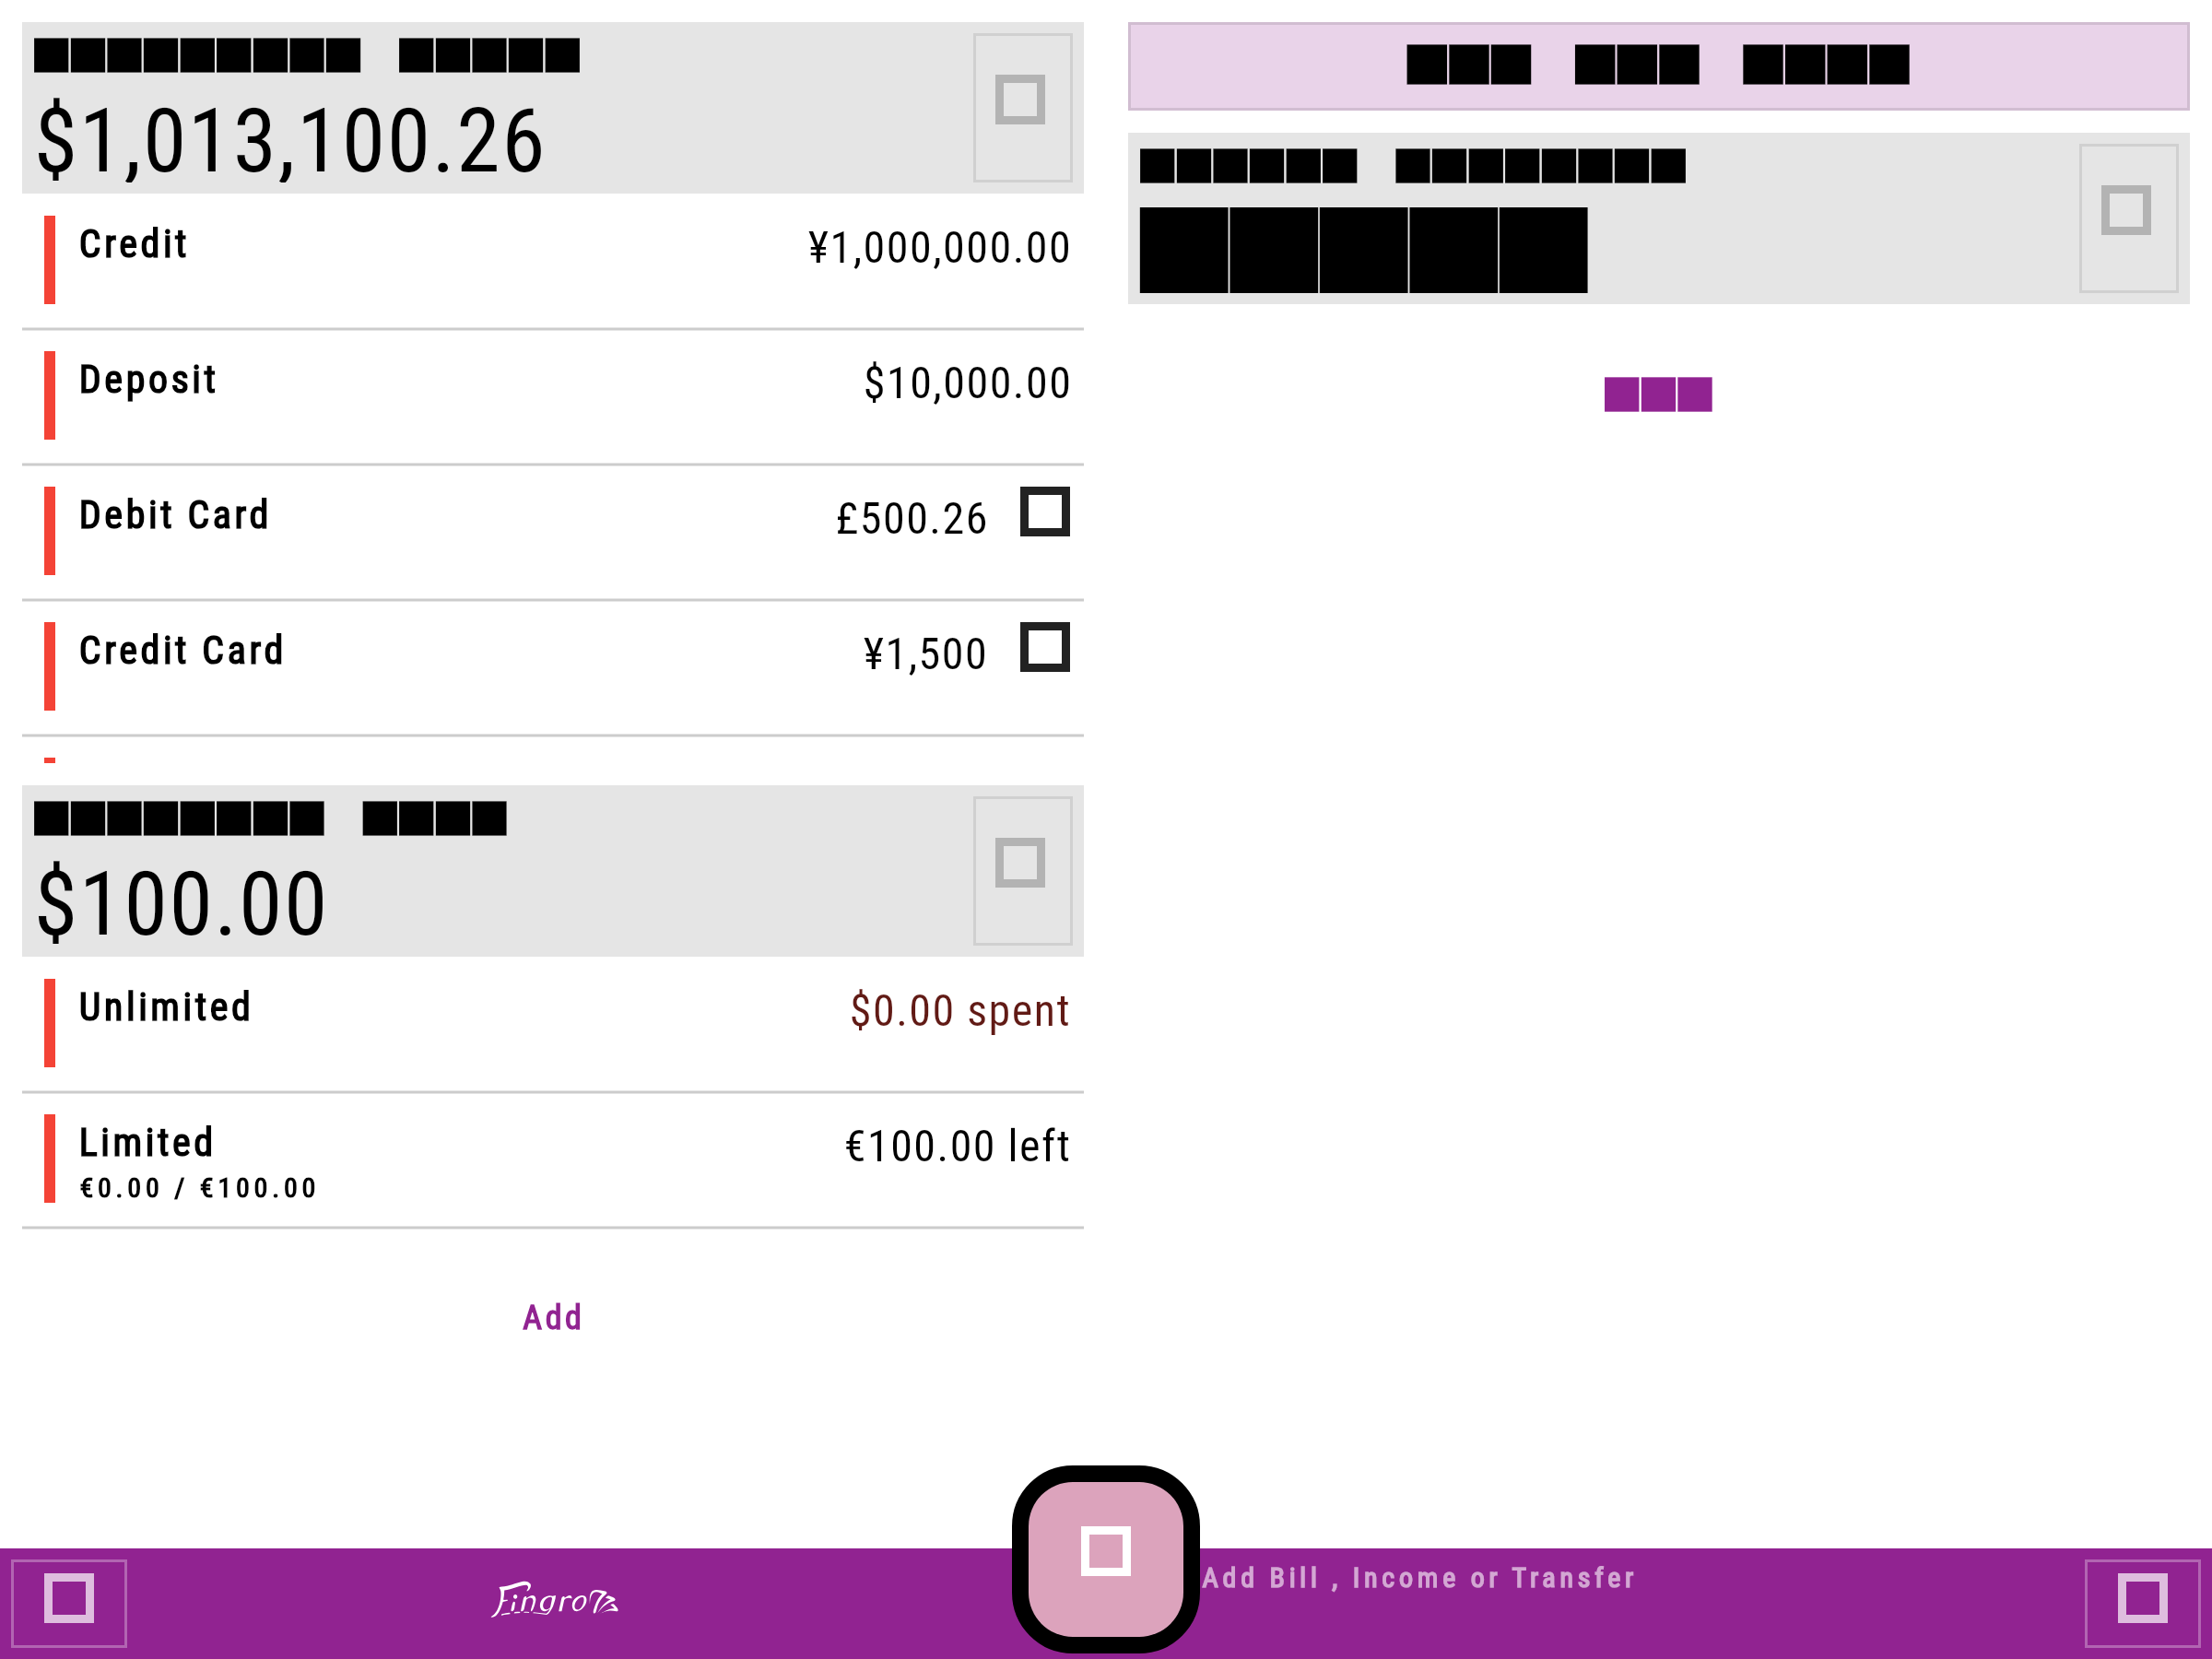 $1,013,100.26
Credit ¥1,000,000.00
Deposit $10,000.00
Debit Card £500.26
Credit Card ¥1,500
$100.00
Unlimited $0.00 spent
Limited €100.00 left
€0.00 / €100.00
Add
Add Bill , Income or Transfer